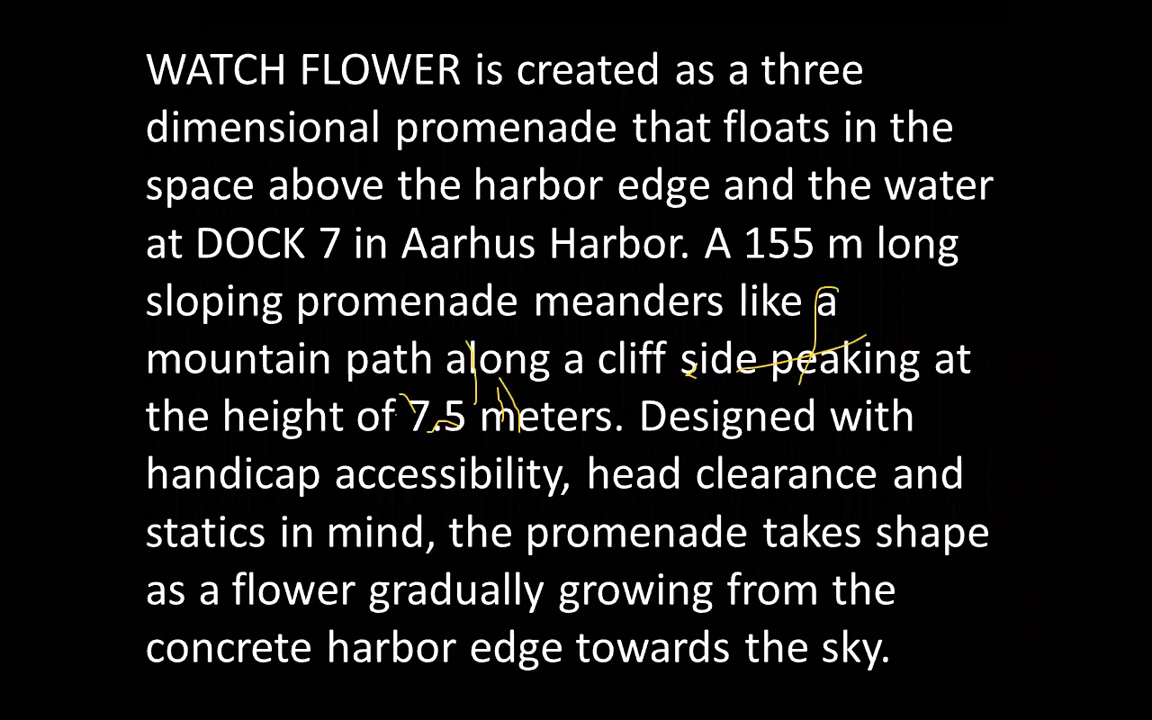 WATCH FLOWER is created as a three
dimensional promenade that floats in the
space above the harbor edge and the water
at DOCK 7 in Aarhus Harbor. A 155 m long
sloping promenade meanders like a
mountain path along a cliff side peaking at
the height of 7.5 meters. Designed with
handicap accessibility, head clearance and
statics in mind, the promenade takes shape
as a flower gradually growing from the
concrete harbor edge towards the sky.